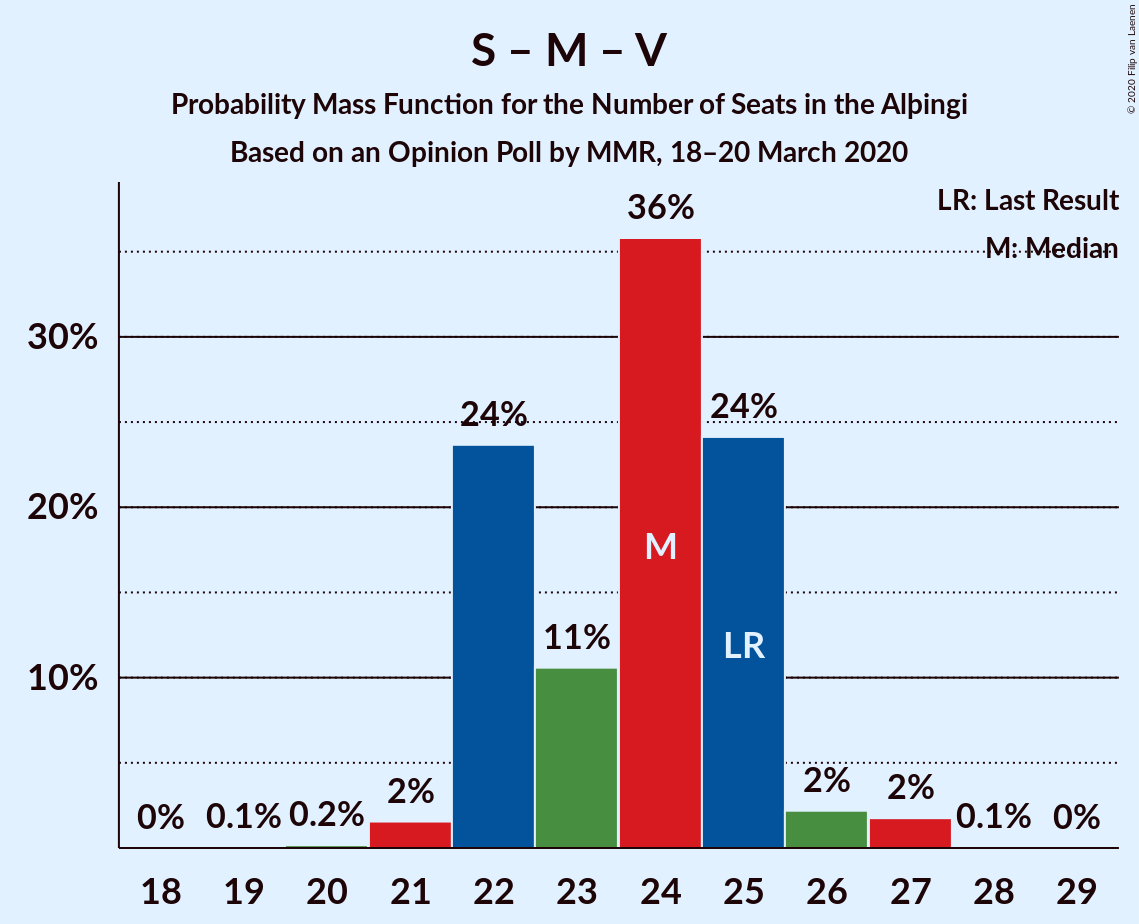 S – M – V
Probability Mass Function for the Number of Seats in the Alþingi
Based on an Opinion Poll by MMR, 18–20 March 2020
© 2020 Filip van Laenen
LR: Last Result
M: Median
30%
20%
10%
0%
0.1%
0.2%
2%
24%
11%
36%
24%
2%
2%
0.1%
0%
M
LR
18 19 20 21 22 23 24 25 26 27 28 29